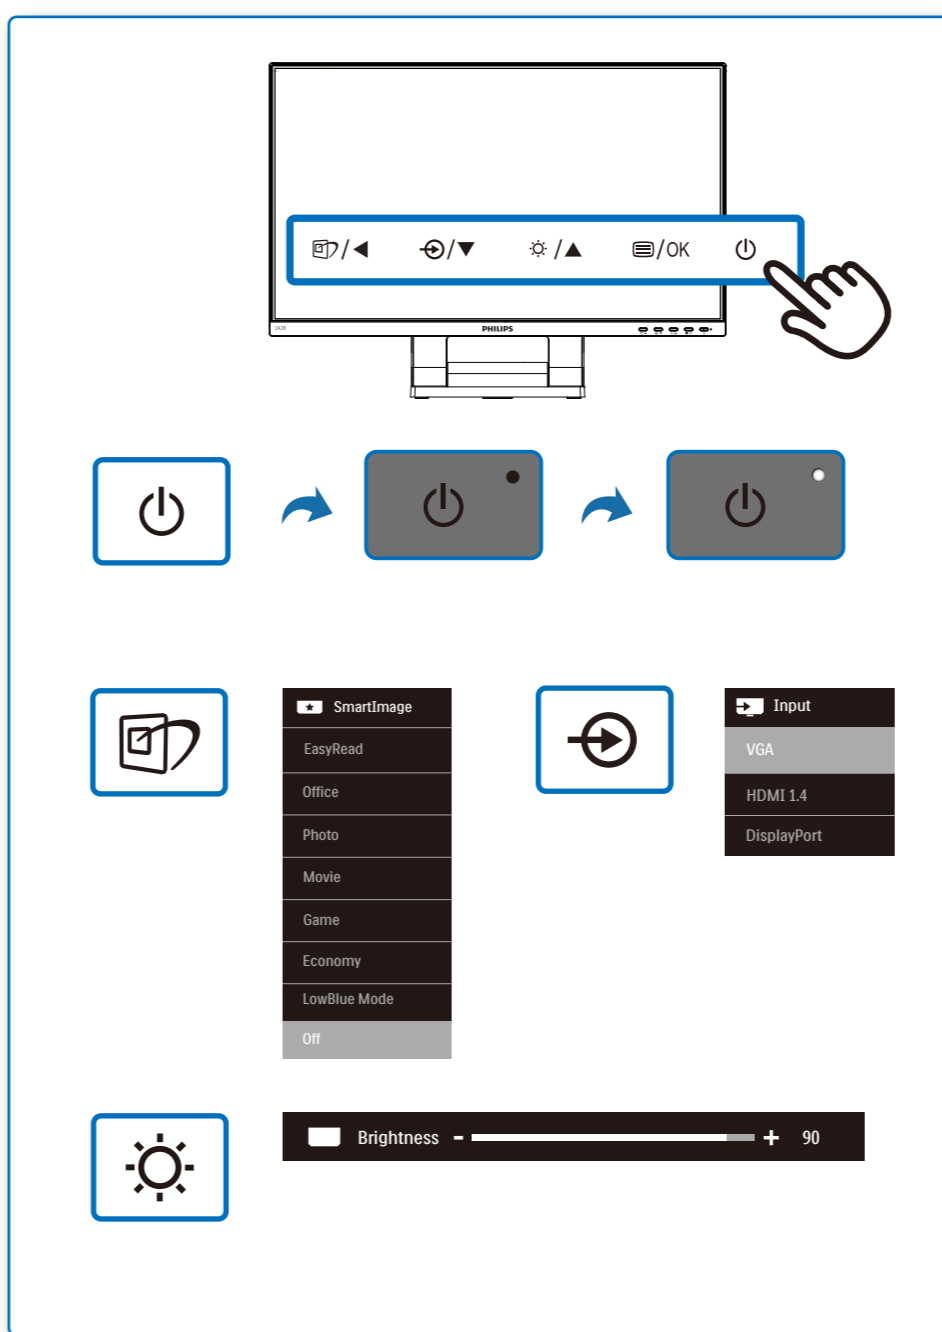 /◀ /▼ /▲ /OK
PHILIPS
SmartImage
EasyRead
Office
Photo
Movie
Game
Economy
LowBlue Mode
Off
Input
VGA
HDMI 1.4
DisplayPort
Brightness - + 90